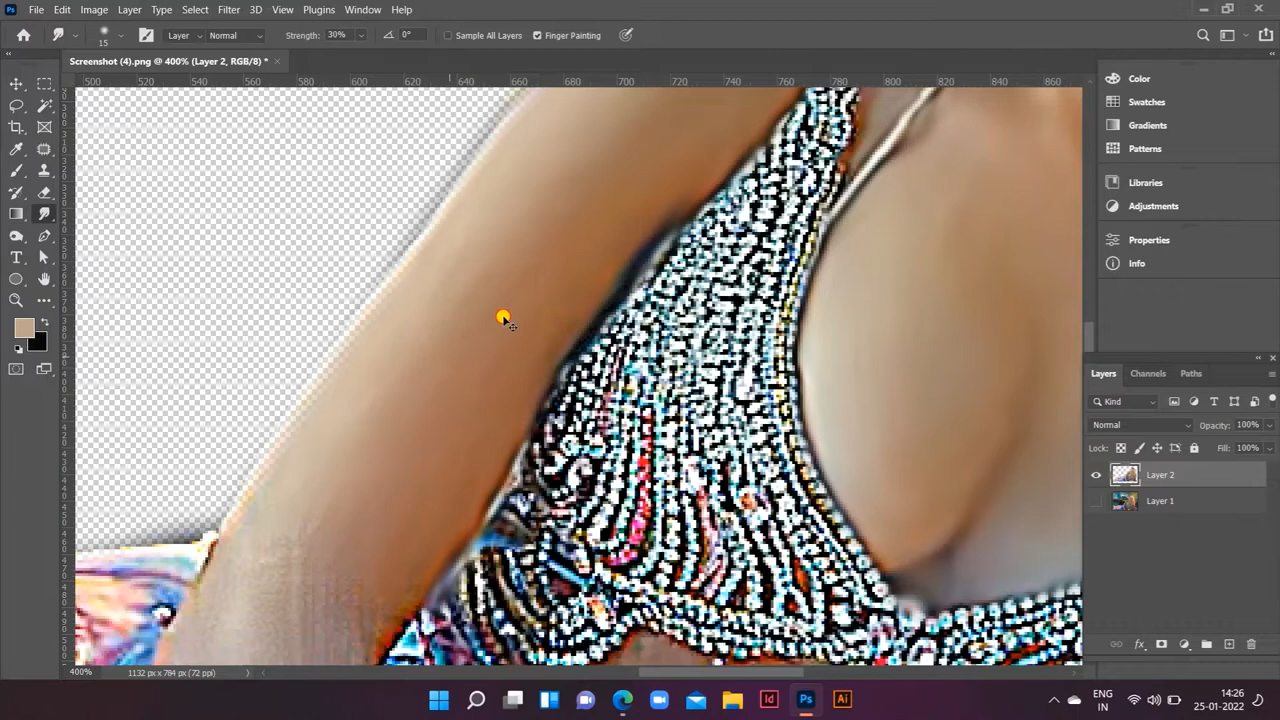 Ps File Edit Image Layer Type Select Filter 3D View Plugins Window Help
15 Layer Normal Strength: 30% 0° Sample All Layers Finger Painting
Screenshot (4).png @ 400% (Layer 2, RGB/8) * ×
500 520 540 560 580 600 620 640 660 680 700 720 740 760 780 800 820 840 860
Color
Swatches
Gradients
Patterns
Libraries
Adjustments
Properties
Info
Layers Channels Paths
Kind
Normal Opacity: 100%
Lock: Fill: 100%
Layer 2
Layer 1
400% 1132 px x 784 px (72 ppi)
Id Ps Ai
ENG
IN
14:26
25-01-2022